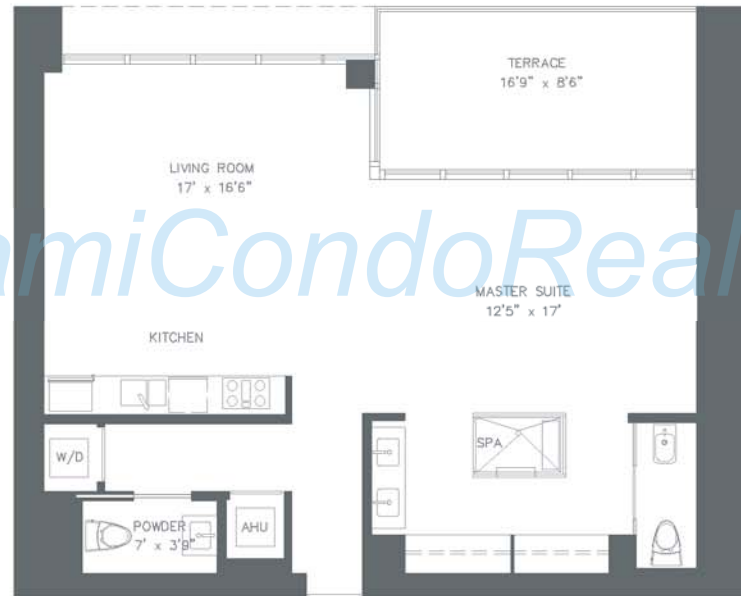 TERRACE
16'9" x 8'6"
LIVING ROOM
17' x 16'6"
amiCondoReal
MASTER SUITE
12'5" x 17'
KITCHEN
SPA
W/D
POWDER
7' x 3'9"
AHU